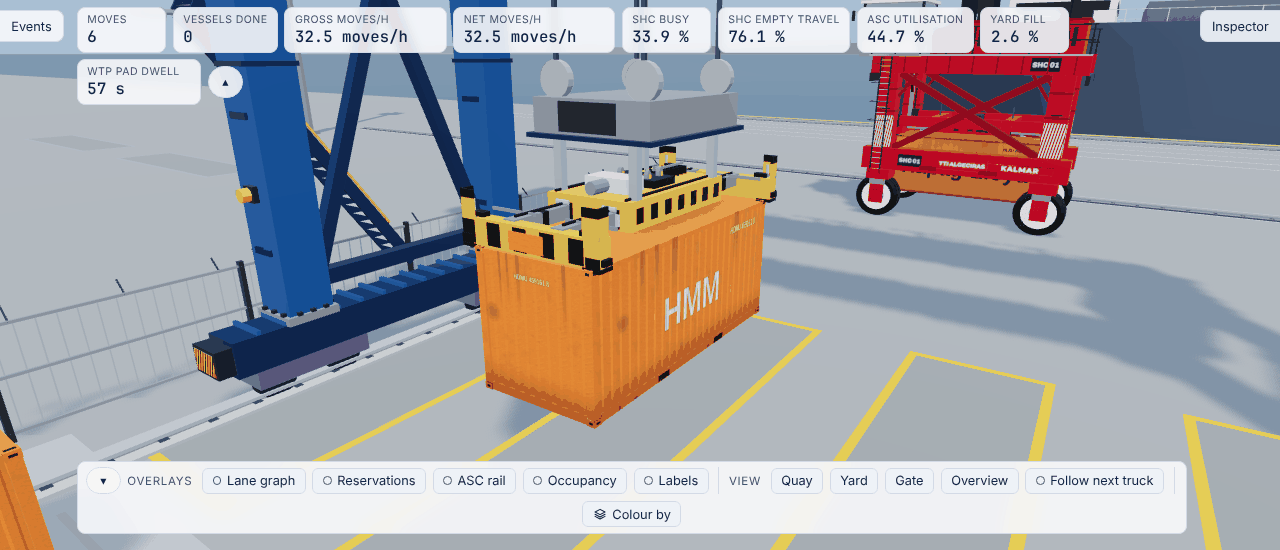 Events
MOVES
6
VESSELS DONE
0
GROSS MOVES/H
32.5 moves/h
NET MOVES/H
32.5 moves/h
SHC BUSY
33.9 %
SHC EMPTY TRAVEL
76.1 %
ASC UTILISATION
44.7 %
YARD FILL
2.6 %
Inspector
WTP PAD DWELL
57 s
▲
SHC 01
SHC 01
TTI ALGECIRAS
KALMAR
HMM
▼
OVERLAYS
Lane graph
Reservations
ASC rail
Occupancy
Labels
VIEW
Quay
Yard
Gate
Overview
Follow next truck
Colour by